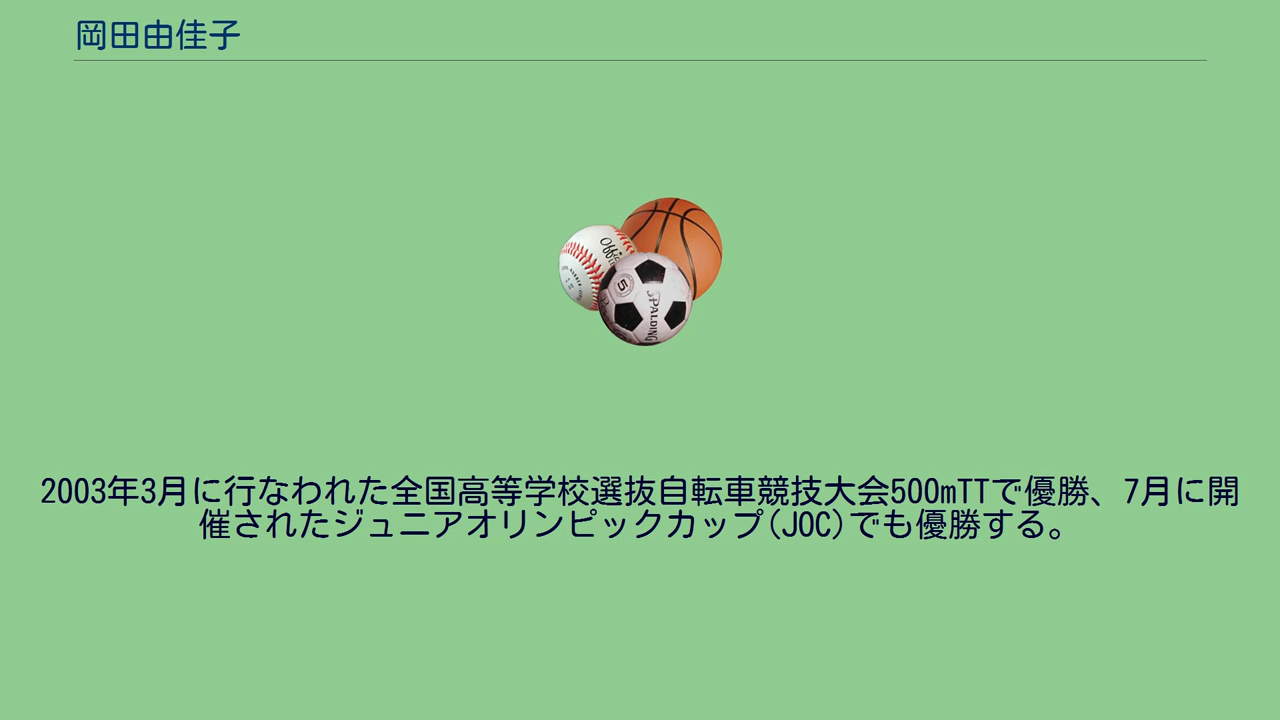 岡田由佳子
Offic
5
SPALDING
2003年3月に行なわれた全国高等学校選抜自転車競技大会500mTTで優勝、7月に開
催されたジュニアオリンピックカップ(JOC)でも優勝する。